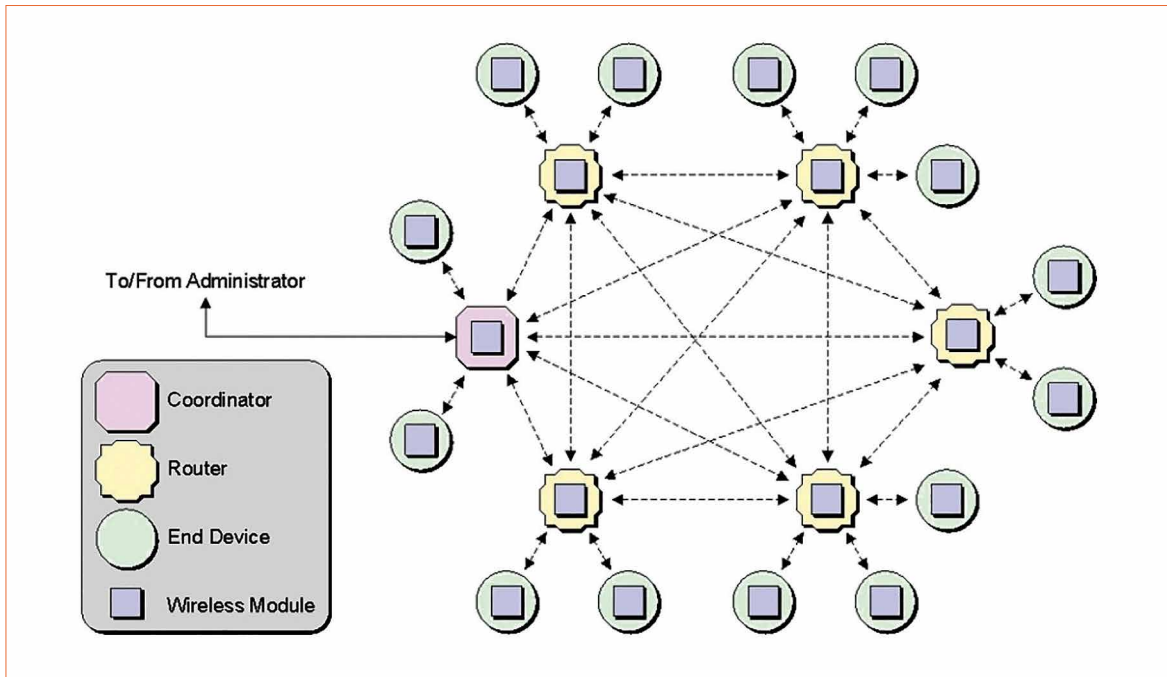 To/From Administrator
Coordinator
Router
End Device
Wireless Module